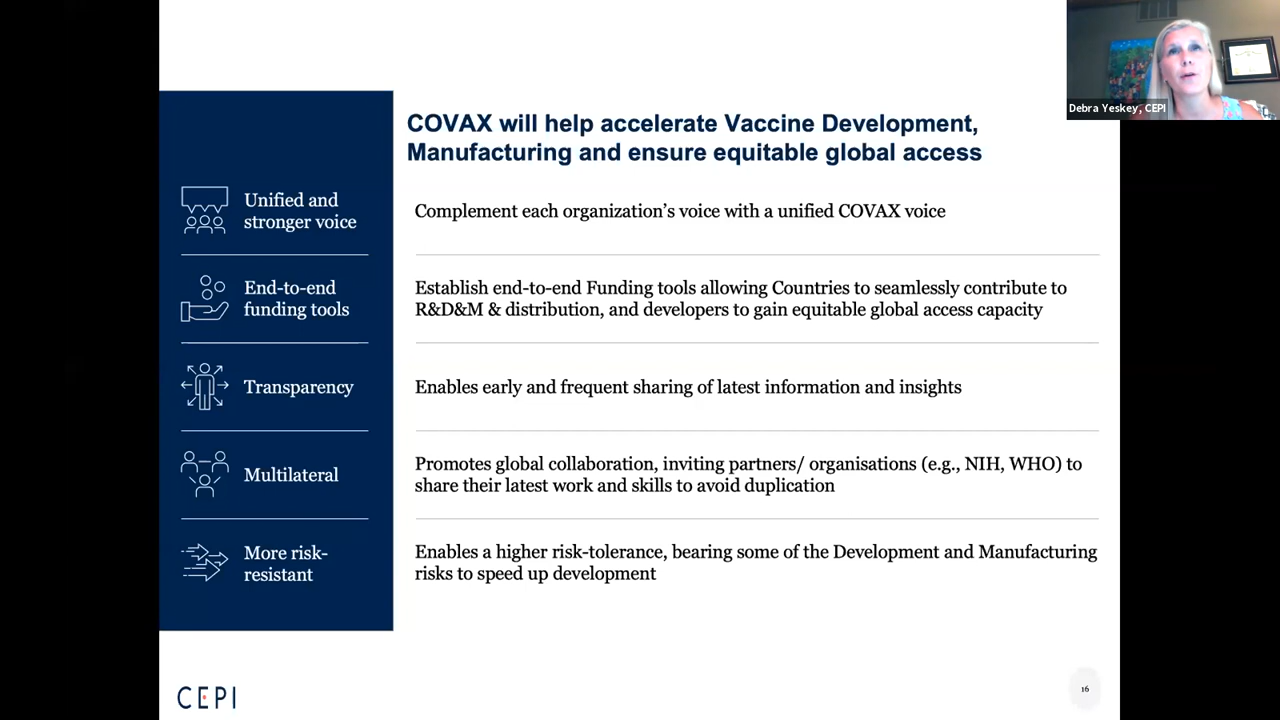 Debra Yeskey, CEPI
COVAX will help accelerate Vaccine Development,
Manufacturing and ensure equitable global access
Unified and
stronger voice
Complement each organization's voice with a unified COVAX voice
End-to-end
funding tools
Establish end-to-end Funding tools allowing Countries to seamlessly contribute to
R&D&M & distribution, and developers to gain equitable global access capacity
Transparency
Enables early and frequent sharing of latest information and insights
Multilateral
Promotes global collaboration, inviting partners/ organisations (e.g., NIH, WHO) to
share their latest work and skills to avoid duplication
More risk-
resistant
Enables a higher risk-tolerance, bearing some of the Development and Manufacturing
risks to speed up development
CEPI
16